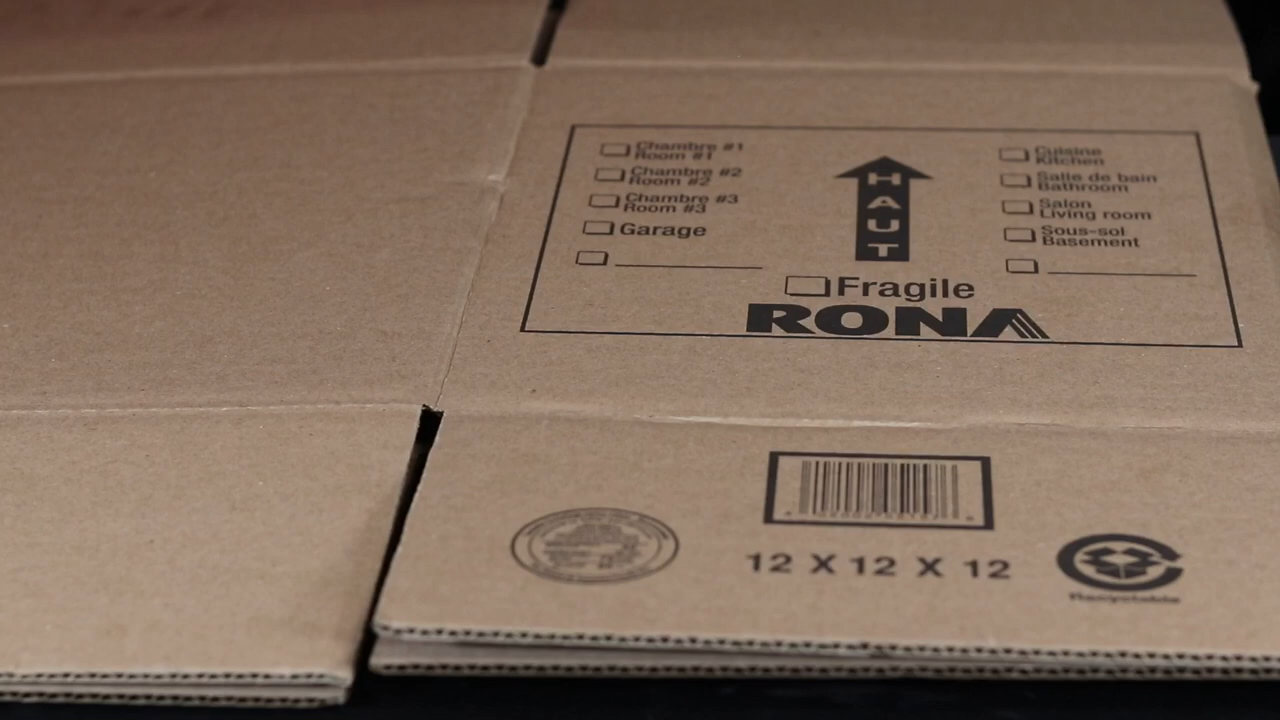 Chambre #1
Room #1
Chambre #2
Room #2
Chambre #3
Room #3
Garage
HAUT
Cuisine
Kitchen
Salle de bain
Bathroom
Salon
Living room
Sous-sol
Basement
Fragile
RONA
12 X 12 X 12
Recyclable